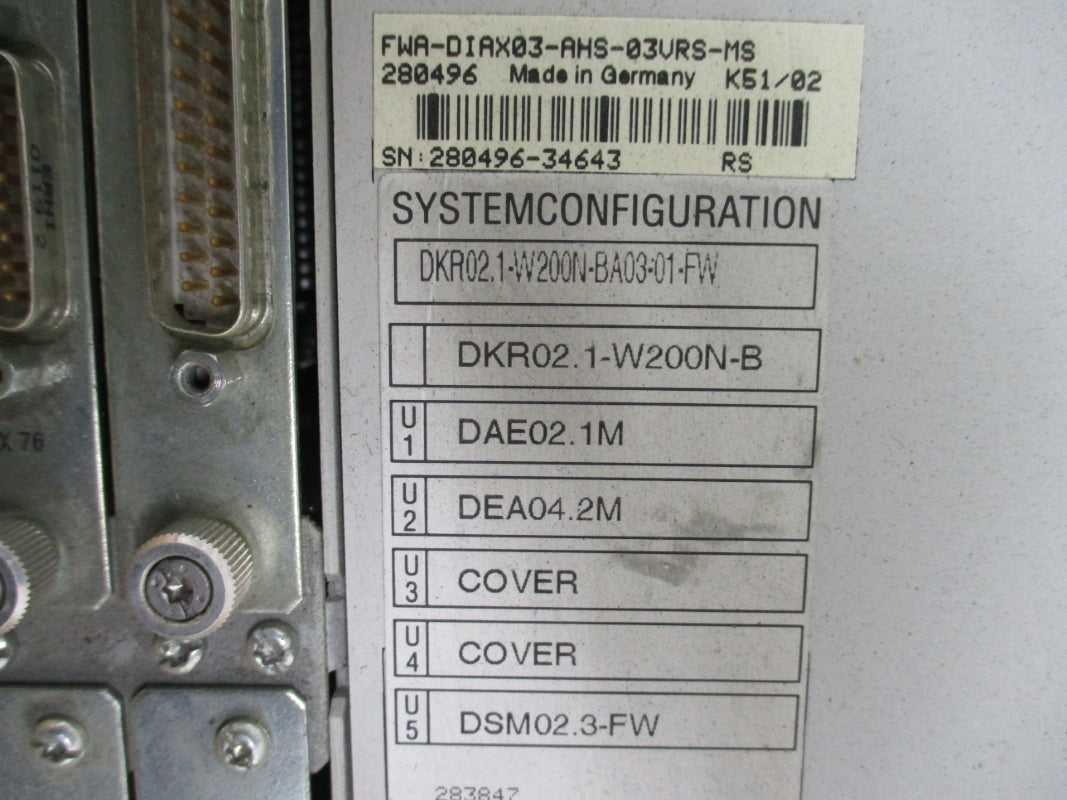 FWA-DIAX03-AHS-03VRS-MS
280496 Made in Germany K51/02
SN:280496-34643 RS
SYSTEMCONFIGURATION
DKR02.1-W200N-BA03-01-FW
DKR02.1-W200N-B
U1 DAE02.1M
U2 DEA04.2M
U3 COVER
U4 COVER
U5 DSM02.3-FW
283847
X76